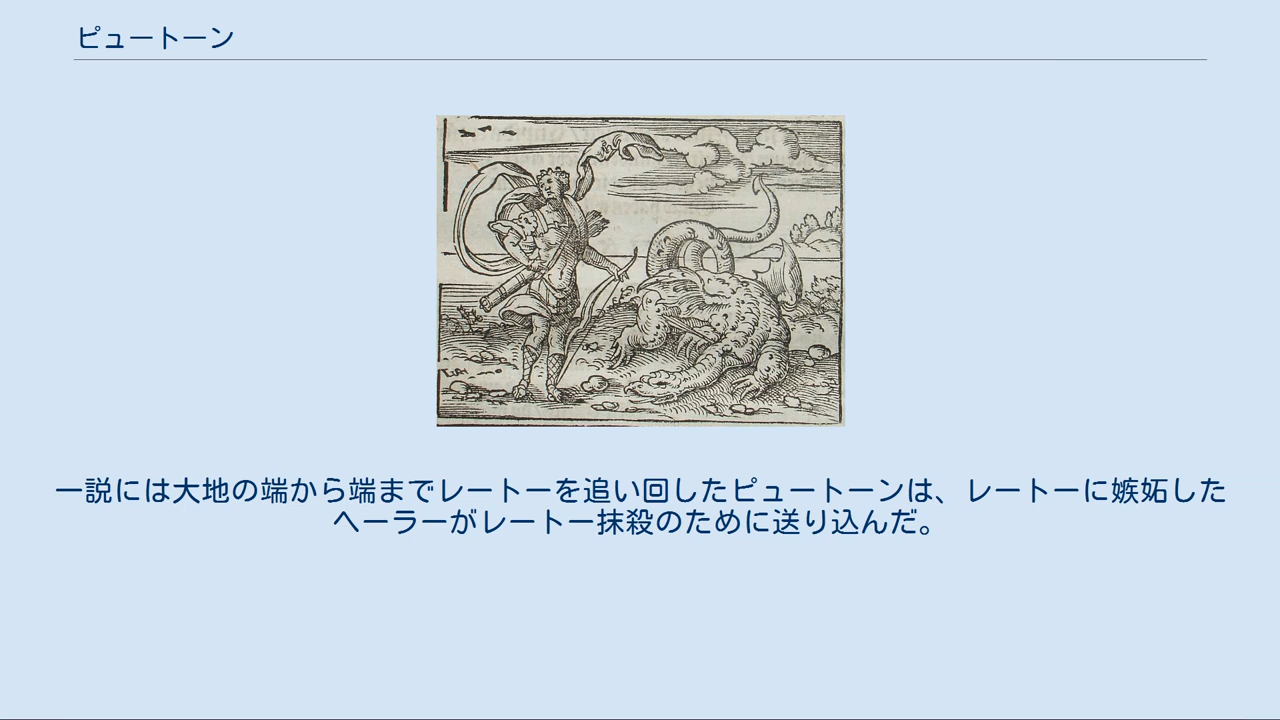 ピュートーン
一説には大地の端から端までレートーを追い回したピュートーンは、レートーに嫉妬した
ヘーラーがレートー抹殺のために送り込んだ。